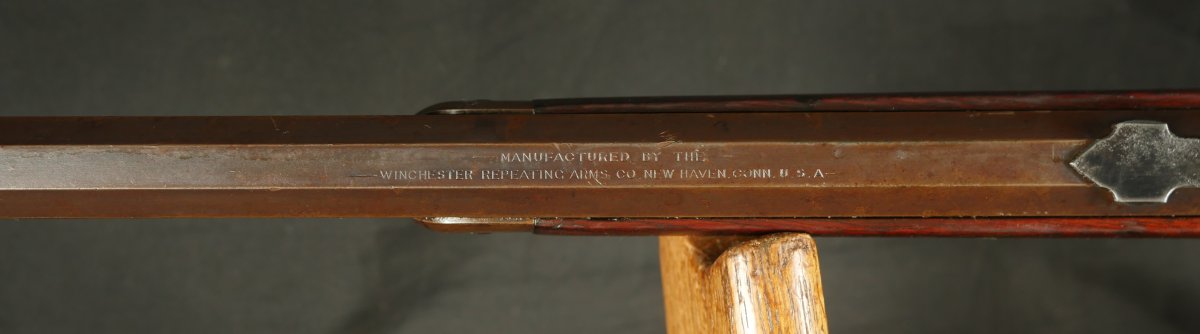 — MANUFACTURED BY THE —
—WINCHESTER REPEATING ARMS CO. NEW HAVEN. CONN. U. S. A—